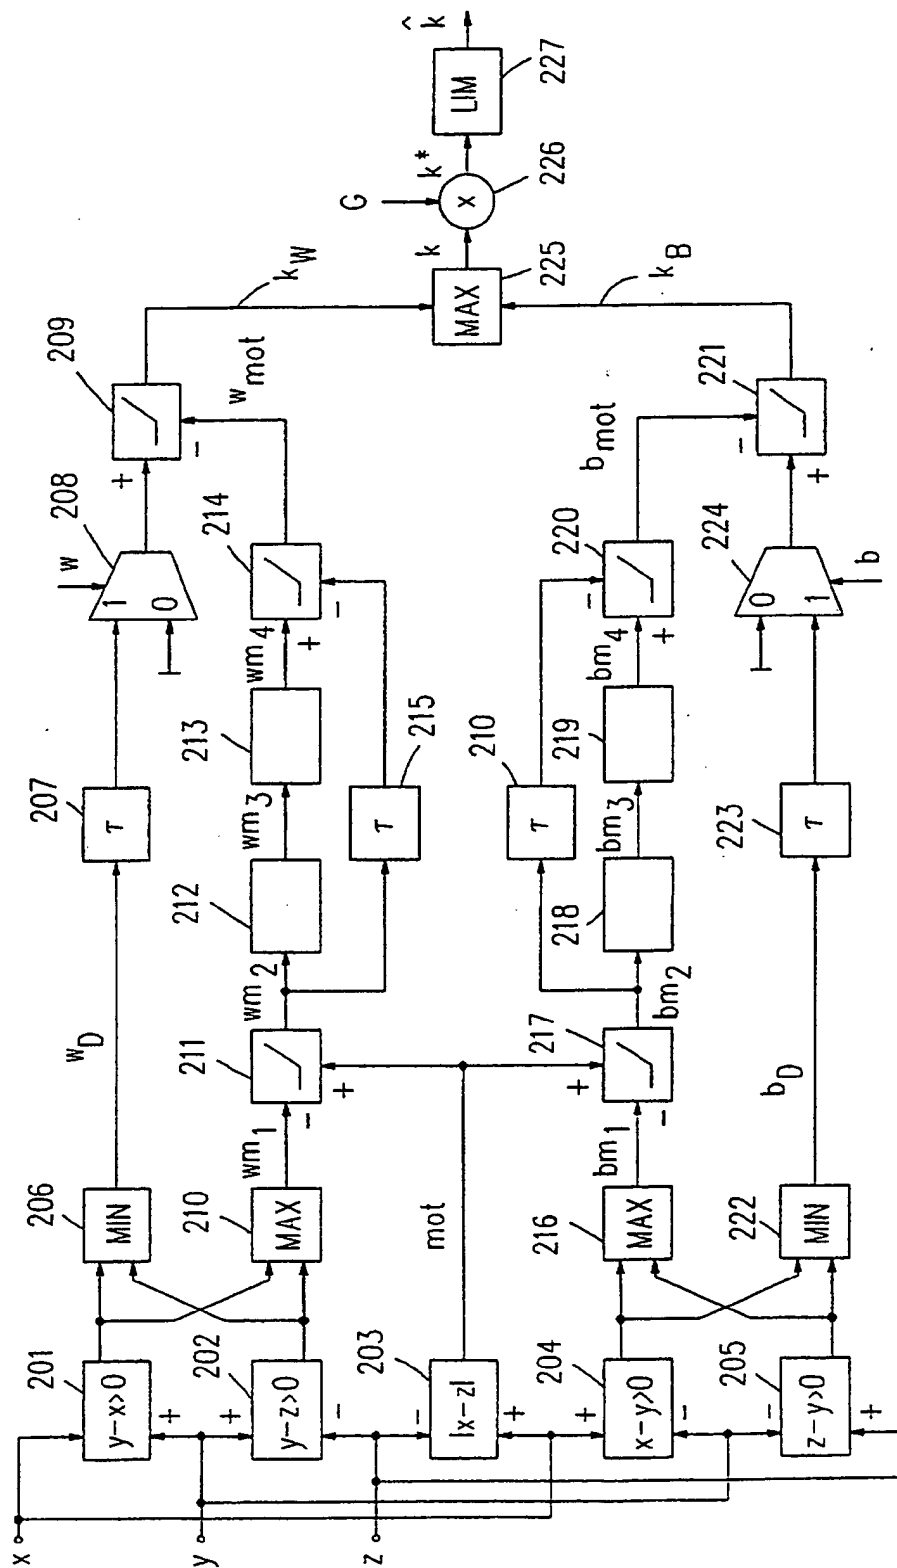 x
y
z
201
y-x>0
+
202
y-z>0
+
-
203
|x-z|
-
+
204
x-y>0
+
-
205
z-y>0
-
+
206
MIN
210
MAX
mot
216
MAX
222
MIN
w_D
wm_1
211
-
+
wm_2
212
wm_3
213
wm_4
+
-
214
215
τ
207
τ
w
208
1
0
+
-
209
w_mot
k_W
bm_1
217
+
-
bm_2
218
bm_3
219
bm_4
-
+
220
210
τ
b_D
223
τ
224
0
1
b
b_mot
-
+
221
k_B
MAX
225
k
G
x
226
k*
LIM
227
k̂